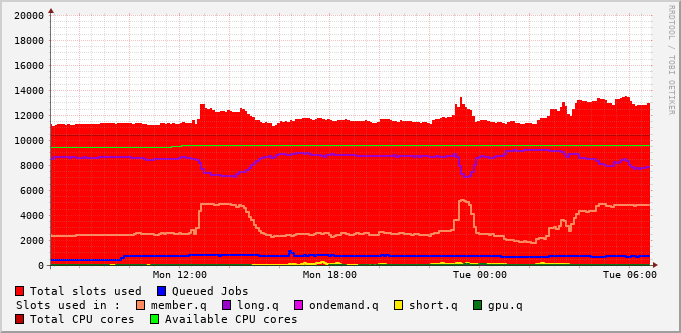 20000
18000
16000
14000
12000
10000
8000
6000
4000
2000
0
Mon 12:00 Mon 18:00 Tue 00:00 Tue 06:00
RRDTOOL / TOBI OETIKER
Total slots used Queued Jobs
Slots used in : member.q long.q ondemand.q short.q gpu.q
Total CPU cores Available CPU cores